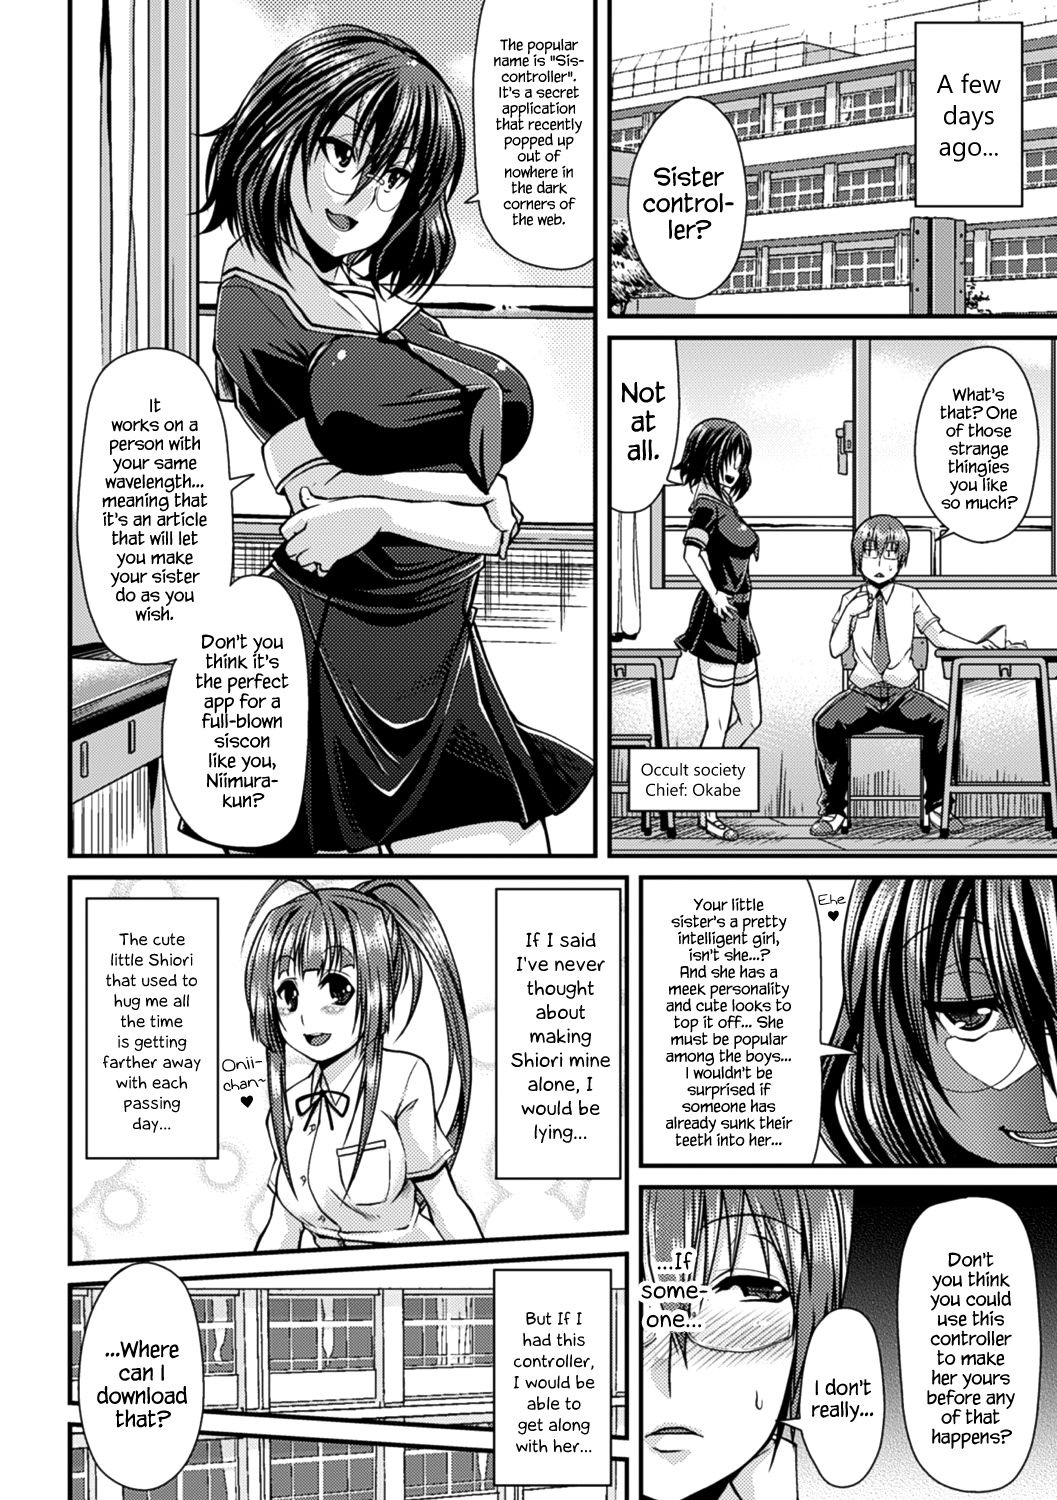 A few
days
ago...
Sister
control-
ler?
The popular
name is "Sis-
controller".
It's a secret
application
that recently
popped up
out of
nowhere in
the dark
corners of
the web.
It
works on a
person with
your same
wavelength...
meaning that
it's an article
that will let
you make
your sister
do as you
wish.
Don't you
think it's
the perfect
app for a
full-blown
siscon
like you,
Niimura-
kun?
What's
that? One
of those
strange
thingies
you like
so much?
Not
at
all.
Occult society
Chief: Okabe
Ehe
♥
Your little
sister's a pretty
intelligent girl,
isn't she...?
And she has a
meek personality
and cute looks to
top it off... She
must be popular
among the boys...
I wouldn't be
surprised if
someone has
already sunk their
teeth into her...
Don't
you think
you could
use this
controller
to make
her yours
before any
of that
happens?
...If
some-
one...
I don't
really...
If I said
I've never
thought
about
making
Shiori mine
alone, I
would be
lying...
Onii-
chan~
♥
The cute
little Shiori
that used to
hug me all
the time
is getting
farther away
with each
passing
day...
But If I
had this
controller,
I would be
able to
get along
with her...
...Where
can I
download
that?